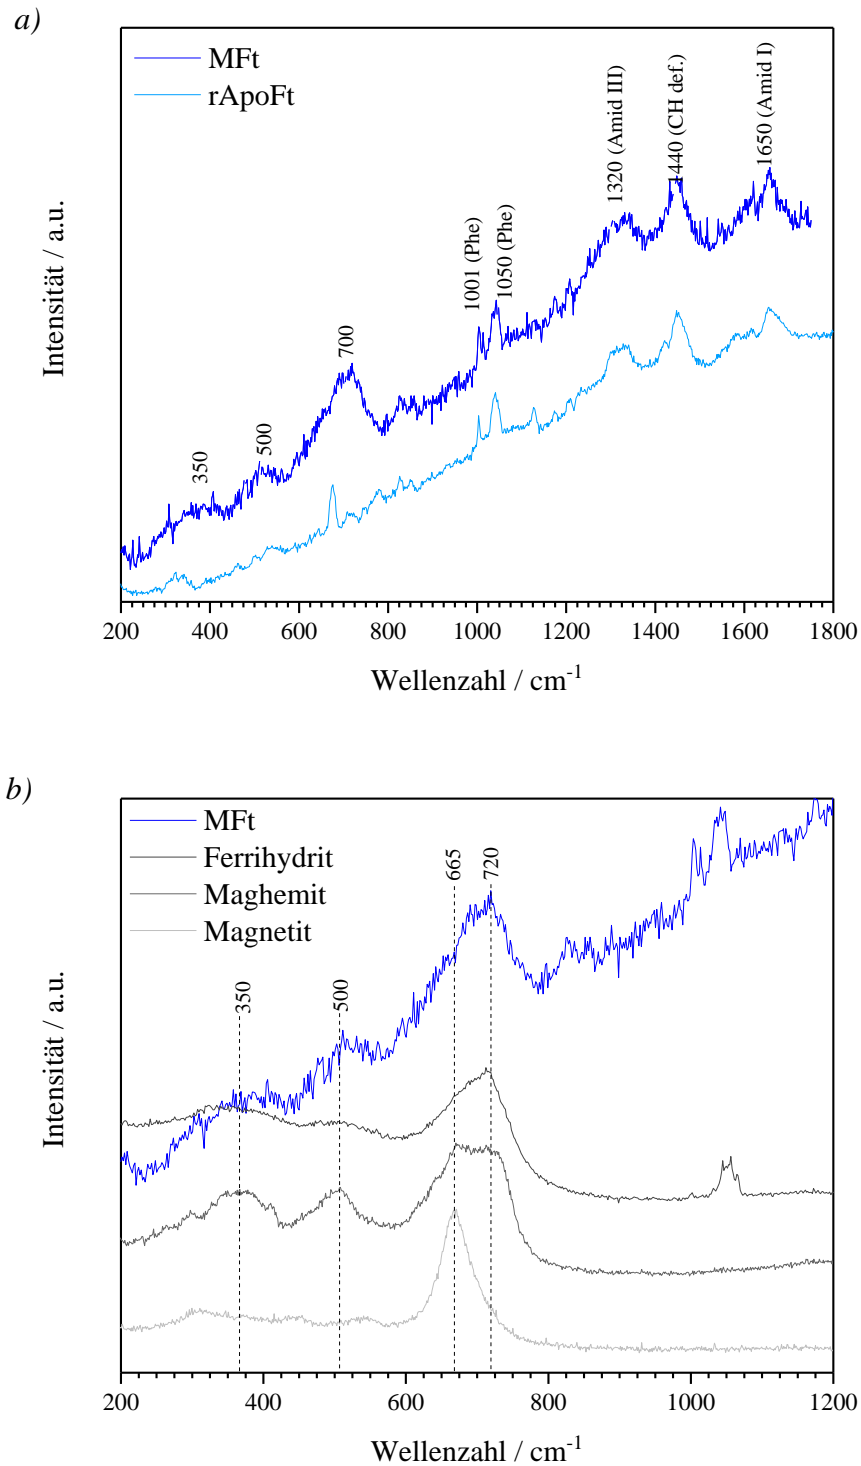 a)
MFt
rApoFt
350
500
700
1001 (Phe)
1050 (Phe)
1320 (Amid III)
1440 (CH def.)
1650 (Amid I)
Intensität / a.u.
200 400 600 800 1000 1200 1400 1600 1800
Wellenzahl / cm-1
b)
MFt
Ferrihydrit
Maghemit
Magnetit
350
500
665
720
Intensität / a.u.
200 400 600 800 1000 1200
Wellenzahl / cm-1